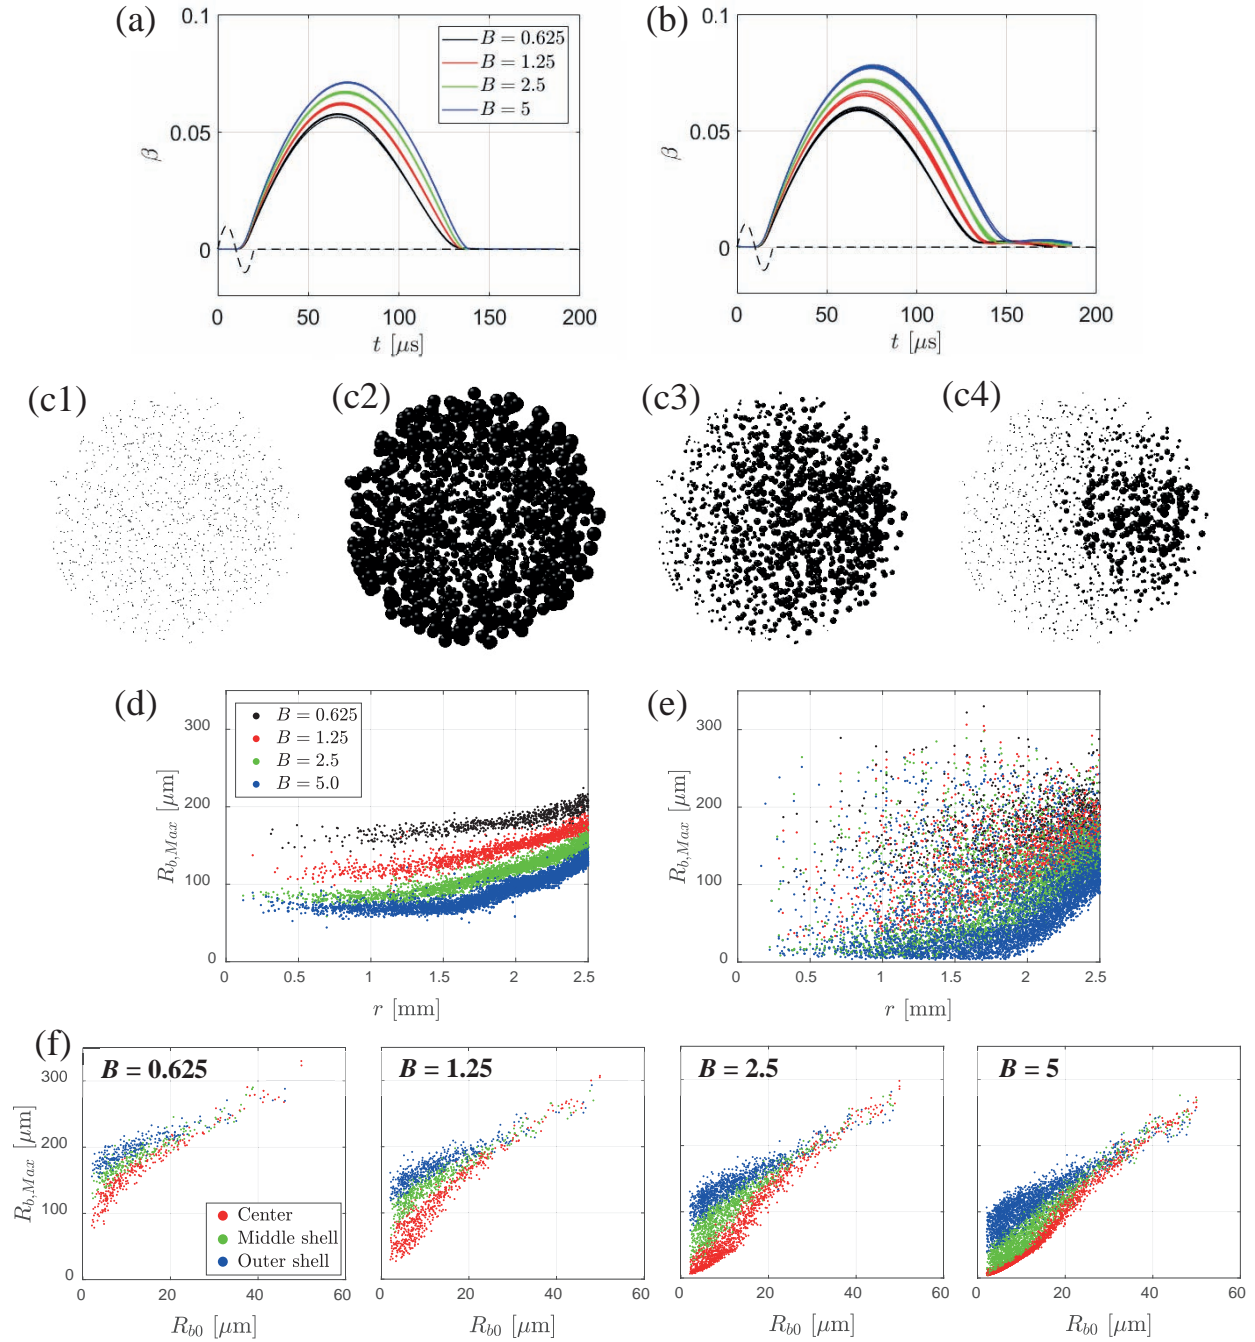 (a)
0.1
0.05
0
β
B = 0.625
B = 1.25
B = 2.5
B = 5
0 50 100 150 200
t [μs]
(b)
0.1
0.05
0
β
0 50 100 150 200
t [μs]
(c1)
(c2)
(c3)
(c4)
(d)
300
200
100
0
R_{b,Max} [μm]
B = 0.625
B = 1.25
B = 2.5
B = 5.0
0 0.5 1 1.5 2 2.5
r [mm]
(e)
300
200
100
0
R_{b,Max} [μm]
0 0.5 1 1.5 2 2.5
r [mm]
(f)
300
200
100
0
R_{b,Max} [μm]
B = 0.625
Center
Middle shell
Outer shell
0 20 40 60
R_{b0} [μm]
B = 1.25
0 20 40 60
R_{b0} [μm]
B = 2.5
0 20 40 60
R_{b0} [μm]
B = 5
0 20 40 60
R_{b0} [μm]